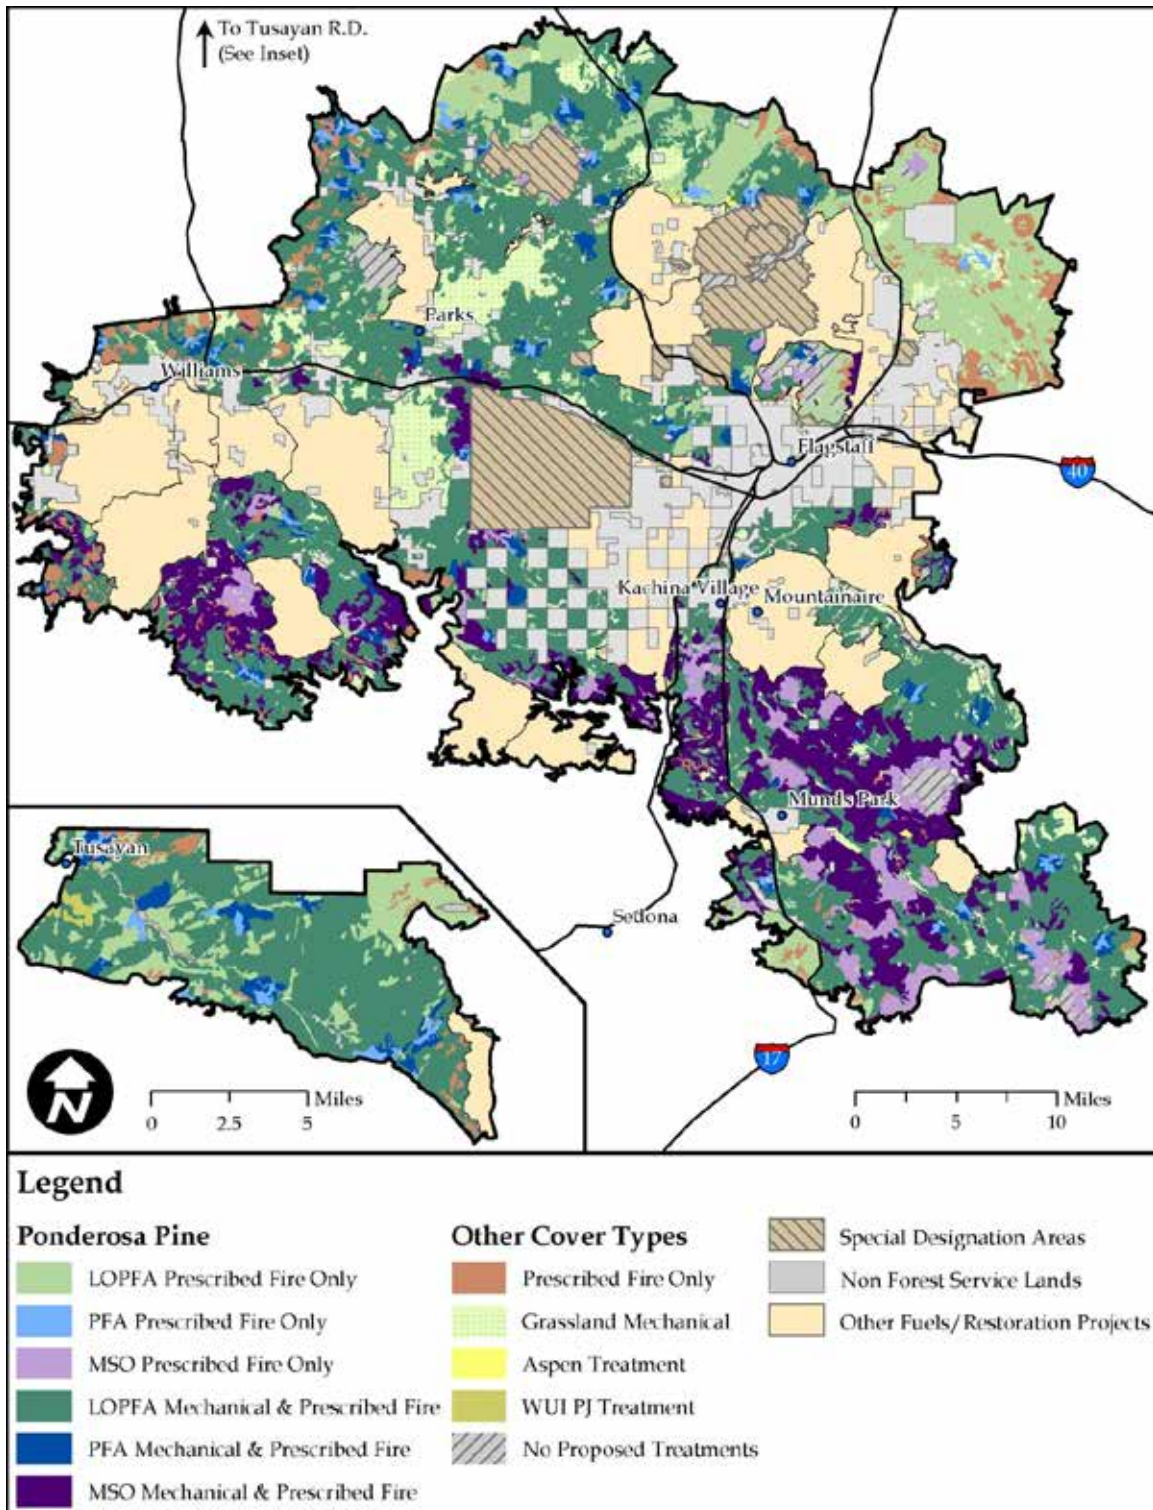 To Tusayan R.D.
(See Inset)
Parks
Williams
Flagstaff
40
Kachina Village
Mountainaire
Munds Park
Tusayan
Sedona
17
N
Miles
0 2.5 5
Miles
0 5 10
Legend
Ponderosa Pine
LOPFA Prescribed Fire Only
PFA Prescribed Fire Only
MSO Prescribed Fire Only
LOPFA Mechanical & Prescribed Fire
PFA Mechanical & Prescribed Fire
MSO Mechanical & Prescribed Fire
Other Cover Types
Prescribed Fire Only
Grassland Mechanical
Aspen Treatment
WUI PJ Treatment
No Proposed Treatments
Special Designation Areas
Non Forest Service Lands
Other Fuels/Restoration Projects